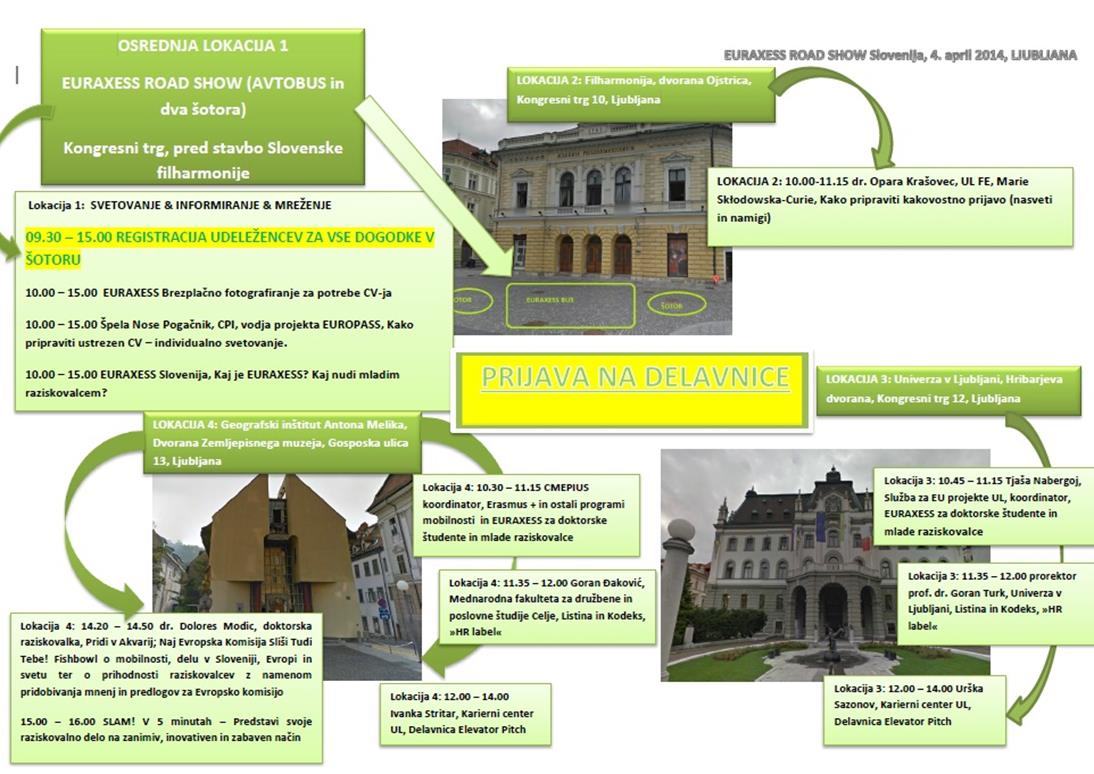 OSREDNJA LOKACIJA 1
EURAXESS ROAD SHOW (AVTOBUS in
dva šotora)
Kongresni trg, pred stavbo Slovenske
filharmonije
EURAXESS ROAD SHOW Slovenija, 4. april 2014, LJUBLJANA
LOKACIJA 2: Filharmonija, dvorana Ojstrica,
Kongresni trg 10, Ljubljana
LOKACIJA 2: 10.00-11.15 dr. Opara Krašovec, UL FE, Marie
Skłodowska-Curie, Kako pripraviti kakovostno prijavo (nasveti
in namigi)
Lokacija 1: SVETOVANJE & INFORMIRANJE & MREŽENJE
09.30 – 15.00 REGISTRACIJA UDELEŽENCEV ZA VSE DOGODKE V
ŠOTORU
10.00 – 15.00 EURAXESS Brezplačno fotografiranje za potrebe CV-ja
10.00 – 15.00 Špela Nose Pogačnik, CPI, vodja projekta EUROPASS, Kako
pripraviti ustrezen CV – individualno svetovanje.
10.00 – 15.00 EURAXESS Slovenija, Kaj je EURAXESS? Kaj nudi mladim
raziskovalcem?
OTOR
EURAXESS BUS
ŠOTOR
PRIJAVA NA DELAVNICE
LOKACIJA 3: Univerza v Ljubljani, Hribarjeva
dvorana, Kongresni trg 12, Ljubljana
LOKACIJA 4: Geografski inštitut Antona Melika,
Dvorana Zemljepisnega muzeja, Gosposka ulica
13, Ljubljana
Lokacija 4: 10.30 – 11.15 CMEPIUS
koordinator, Erasmus + in ostali programi
mobilnosti in EURAXESS za doktorske
študente in mlade raziskovalce
Lokacija 3: 10.45 – 11.15 Tjaša Nabergoj,
Služba za EU projekte UL, koordinator,
EURAXESS za doktorske študente in
mlade raziskovalce
Lokacija 4: 11.35 – 12.00 Goran Đaković,
Mednarodna fakulteta za družbene in
poslovne študije Celje, Listina in Kodeks,
»HR label«
Lokacija 3: 11.35 – 12.00 prorektor
prof. dr. Goran Turk, Univerza v
Ljubljani, Listina in Kodeks, »HR
label«
Lokacija 4: 14.20 – 14.50 dr. Dolores Modic, doktorska
raziskovalka, Pridi v Akvarij; Naj Evropska Komisija Sliši Tudi
Tebe! Fishbowl o mobilnosti, delu v Sloveniji, Evropi in
svetu ter o prihodnosti raziskovalcev z namenom
pridobivanja mnenj in predlogov za Evropsko komisijo
15.00 – 16.00 SLAM! V 5 minutah – Predstavi svoje
raziskovalno delo na zanimiv, inovativen in zabaven način
Lokacija 4: 12.00 – 14.00
Ivanka Stritar, Karierni center
UL, Delavnica Elevator Pitch
Lokacija 3: 12.00 – 14.00 Urška
Sazonov, Karierni center UL,
Delavnica Elevator Pitch